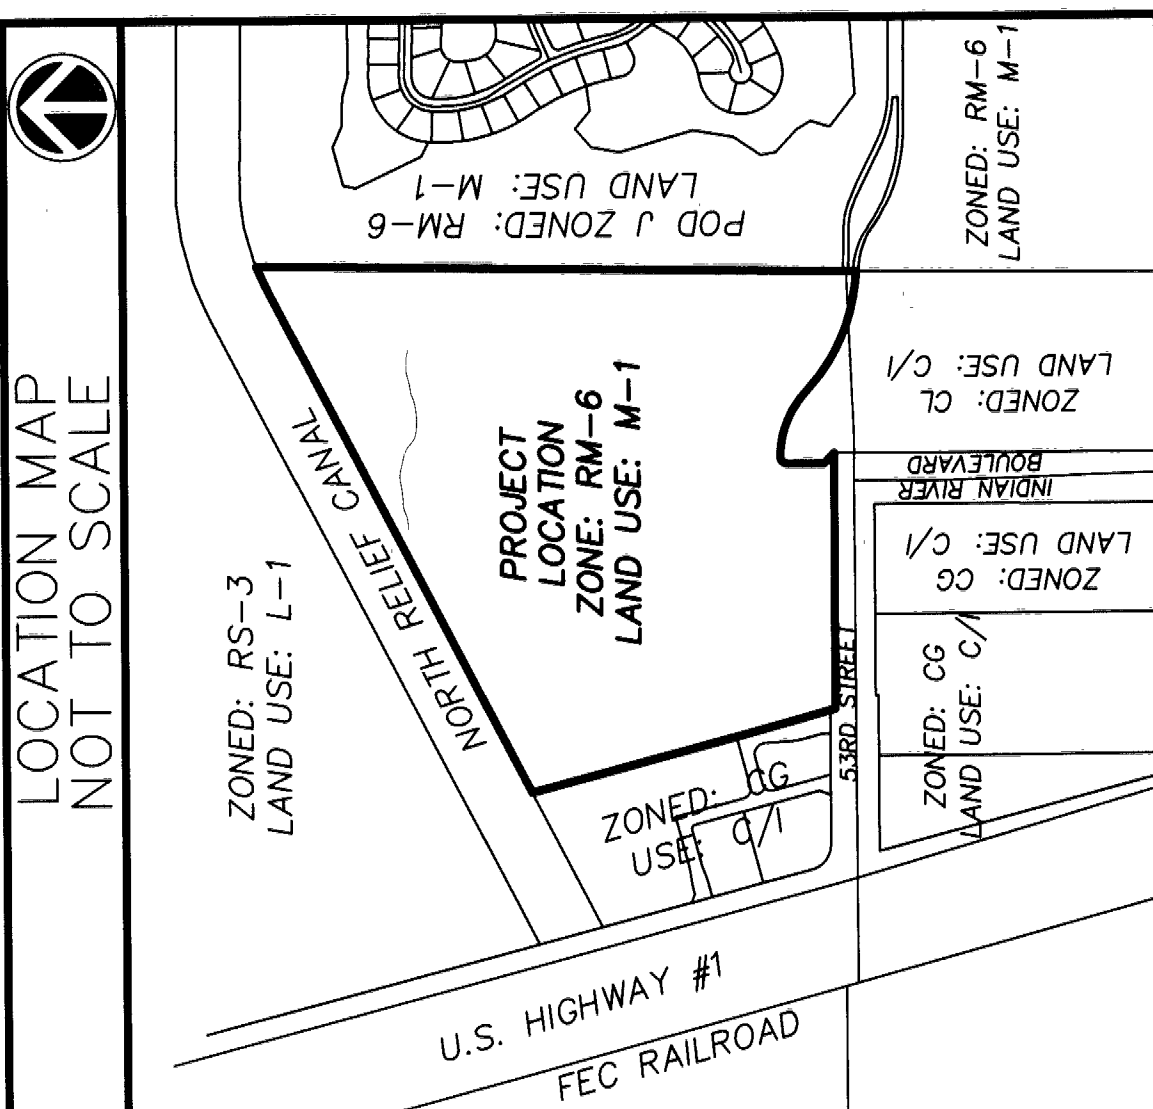 LOCATION MAP
NOT TO SCALE
POD J ZONED: RM-6
LAND USE: M-1
ZONED: RM-6
LAND USE: M-1
NORTH RELIEF CANAL
ZONED: RS-3
LAND USE: L-1
PROJECT
LOCATION
ZONE: RM-6
LAND USE: M-1
ZONED: CL
LAND USE: C/I
INDIAN RIVER
BOULEVARD
ZONED: CG
LAND USE: C/I
53RD STREET
ZONED: CG
LAND USE: C/I
ZONED: CG
USE: C/I
U.S. HIGHWAY #1
FEC RAILROAD